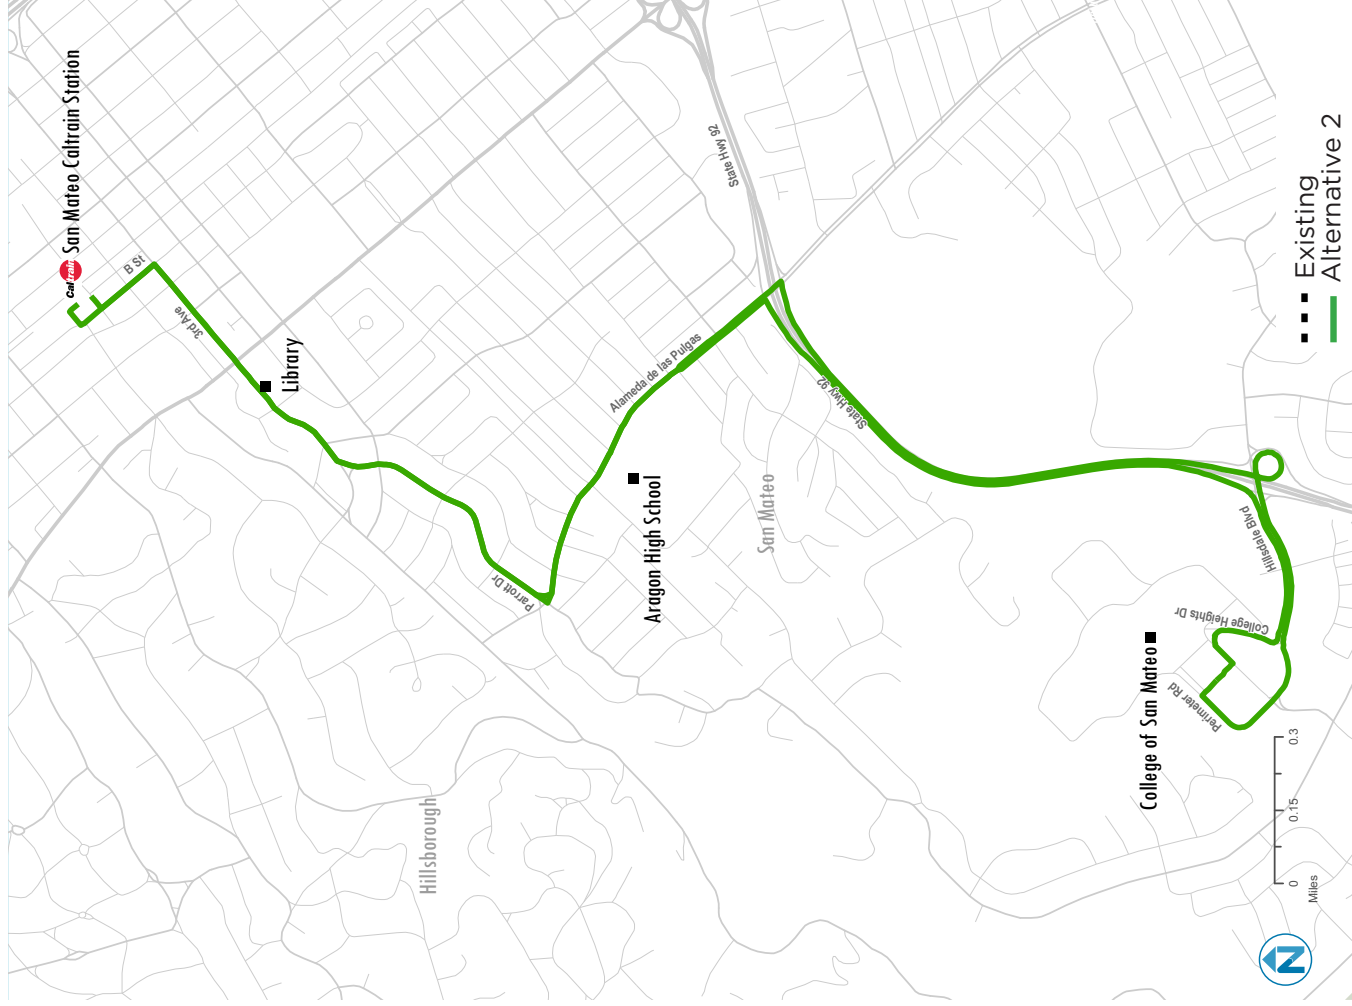 San Mateo Caltrain Station
Caltrain
B St
3rd Ave
Library
State Hwy 92
Alameda de las Pulgas
State Hwy 92
Aragon High School
San Mateo
Parrott Dr
Hillsborough
Hillsdale Blvd
College Heights Dr
College of San Mateo
Perimeter Rd
Existing
Alternative 2
0 0.15 0.3
Miles
N